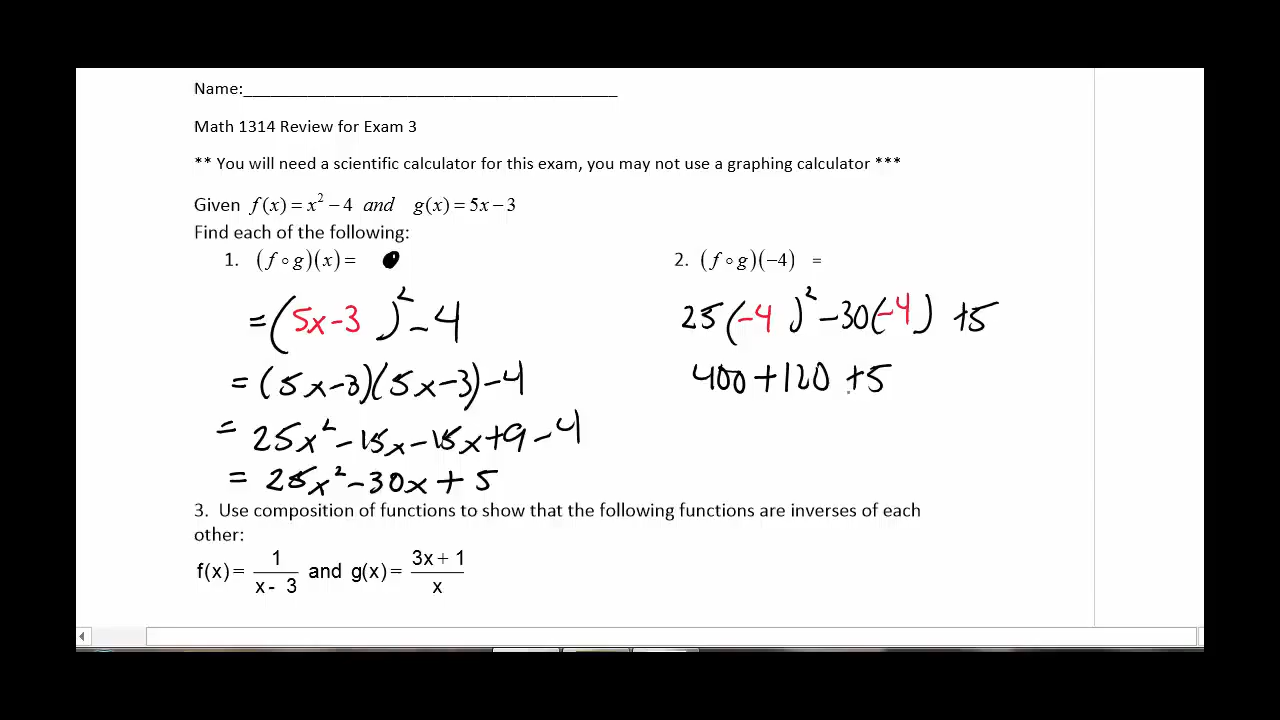 Name:______________________________________
Math 1314 Review for Exam 3
** You will need a scientific calculator for this exam, you may not use a graphing calculator ***
Given f(x) = x² − 4 and g(x) = 5x − 3
Find each of the following:
1. (f ∘ g)(x) =
= (5x-3)² - 4
= (5x-3)(5x-3)-4
= 25x² - 15x - 15x + 9 - 4
= 25x² - 30x + 5
2. (f ∘ g)(−4) =
25(-4)² - 30(-4) + 5
400 + 120 + 5
3. Use composition of functions to show that the following functions are inverses of each
other:
f(x) = 1/(x - 3) and g(x) = (3x + 1)/x